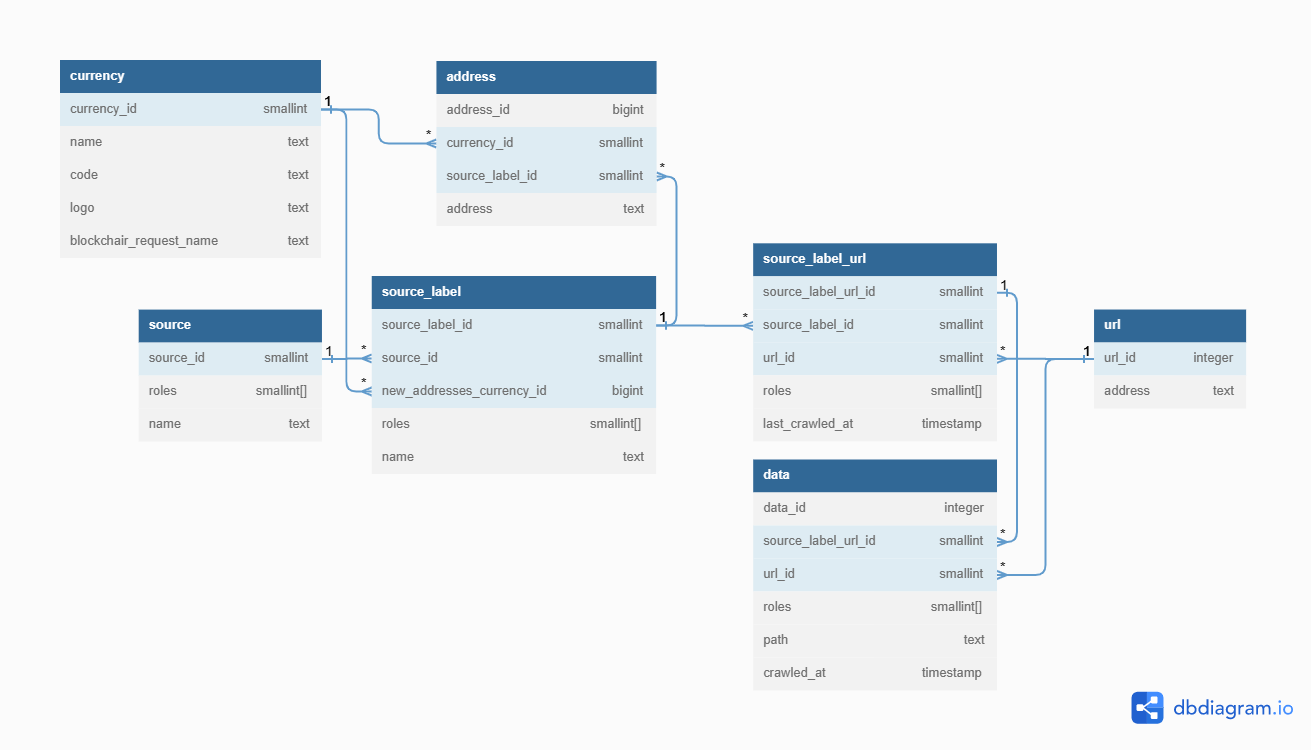 currency
currency_id smallint
name text
code text
logo text
blockchair_request_name text
1
*
address
address_id bigint
currency_id smallint
source_label_id smallint
address text
*
source
source_id smallint
roles smallint[]
name text
1
*
*
source_label
source_label_id smallint
source_id smallint
new_addresses_currency_id bigint
roles smallint[]
name text
1
*
source_label_url
source_label_url_id smallint
source_label_id smallint
url_id smallint
roles smallint[]
last_crawled_at timestamp
1
*
1
url
url_id integer
address text
data
data_id integer
source_label_url_id smallint
url_id smallint
roles smallint[]
path text
crawled_at timestamp
*
*
dbdiagram.io